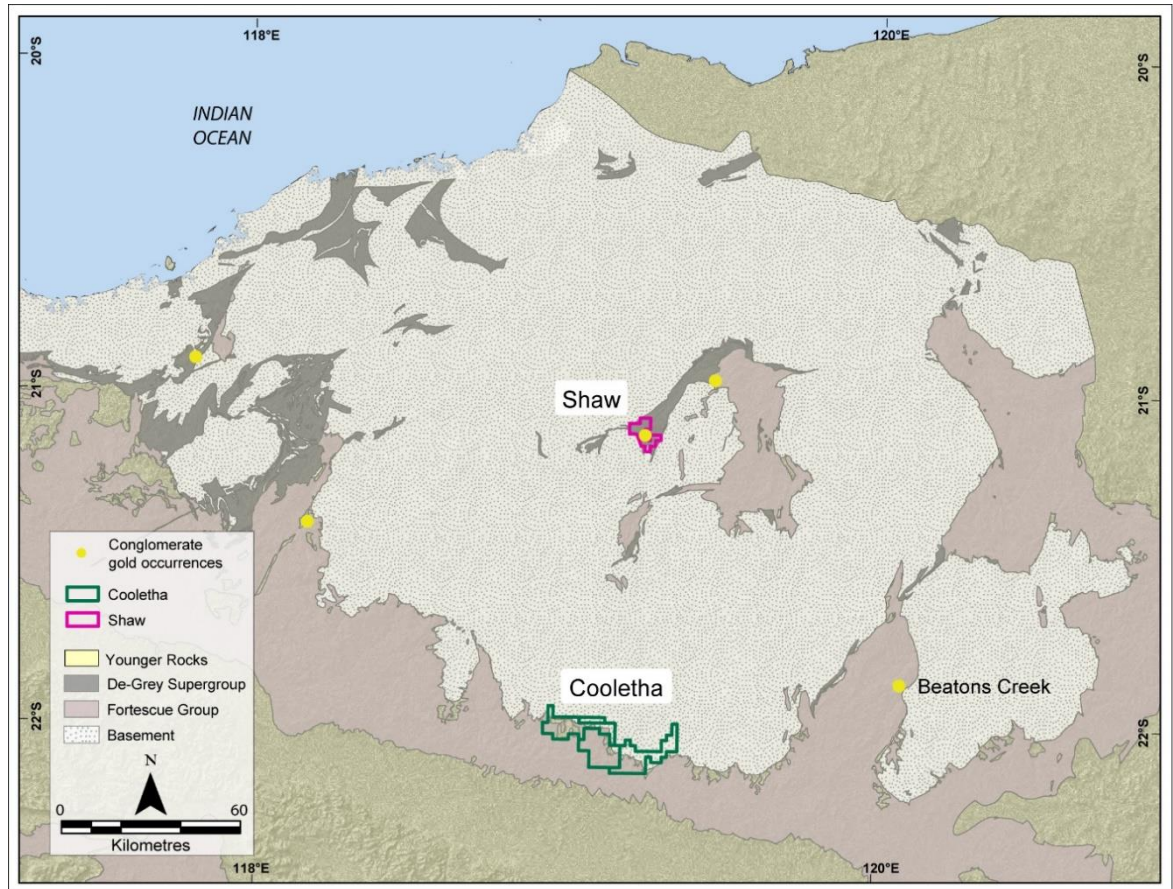 118°E
120°E
20°S
20°S
INDIAN
OCEAN
21°S
21°S
Shaw
Cooletha
Beatons Creek
22°S
22°S
Conglomerate
gold occurrences
Cooletha
Shaw
Younger Rocks
De-Grey Supergroup
Fortescue Group
Basement
N
0
60
Kilometres
118°E
120°E